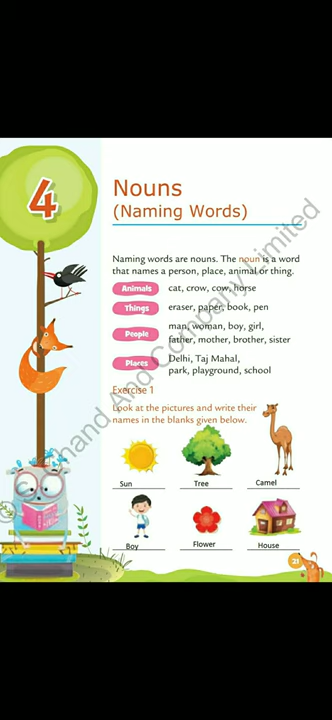 4
Nouns
(Naming Words)
Naming words are nouns. The noun is a word
that names a person, place, animal or thing.
Animals cat, crow, cow, horse
Things eraser, paper, book, pen
People man, woman, boy, girl,
father, mother, brother, sister
Places Delhi, Taj Mahal,
park, playground, school
Exercise 1
Look at the pictures and write their
names in the blanks given below.
Sun Tree Camel
Boy Flower House
21